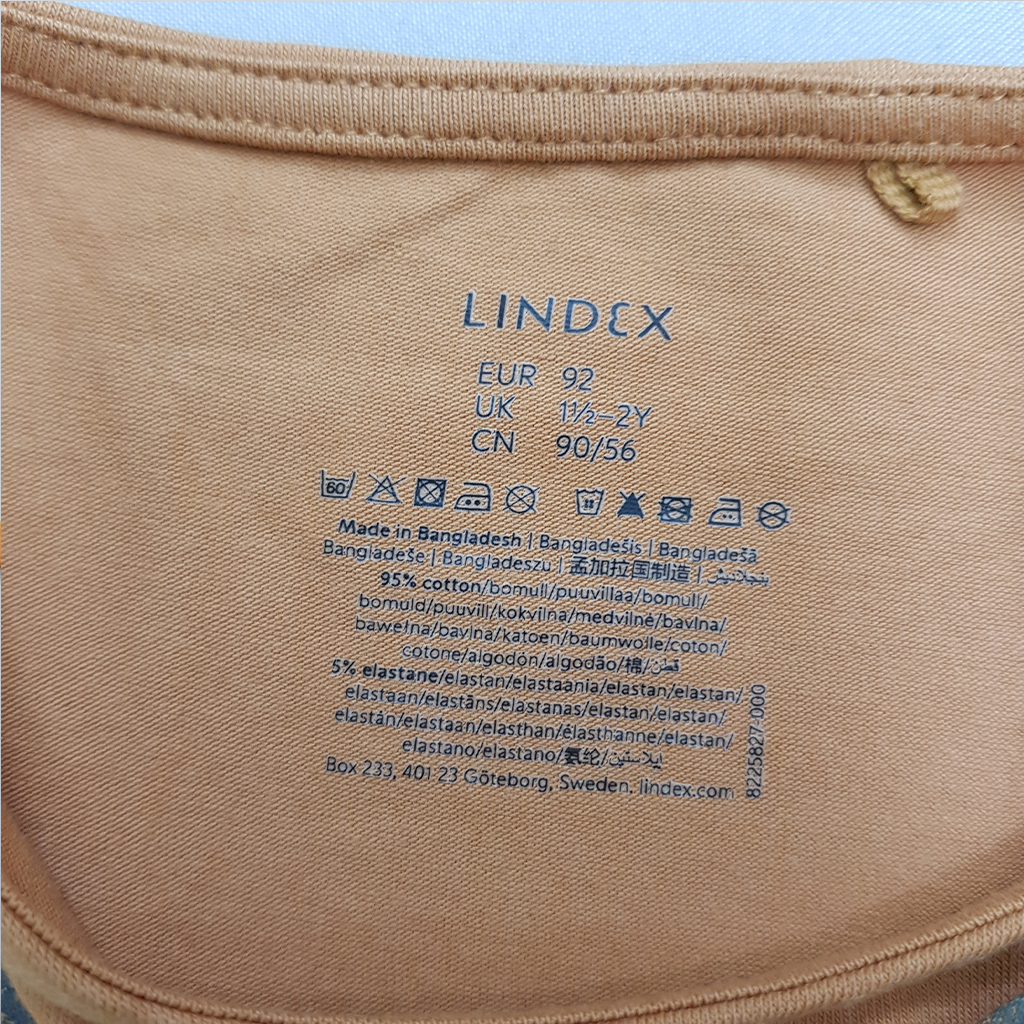 LINDEX
EUR 92
UK 1½–2Y
CN 90/56
60
Made in Bangladesh | Bangladešis | Bangladešā
Bangladeše | Bangladeszu | 孟加拉国制造 | بنجلاديش
95% cotton/bomull/puuvillaa/bomull/
bomuld/puuvill/kokvilna/medvilnė/bavlna/
bawełna/bavlna/katoen/baumwolle/coton/
cotone/algodón/algodão/棉/قطن
5% elastane/elastan/elastaania/elastan/elastan/
elastaan/elastāns/elastanas/elastan/elastan/
elastán/elastaan/elasthan/élasthanne/elastan/
elastano/elastano/氨纶/إيلاستين
Box 233, 401 23 Göteborg, Sweden. lindex.com
8225827-000